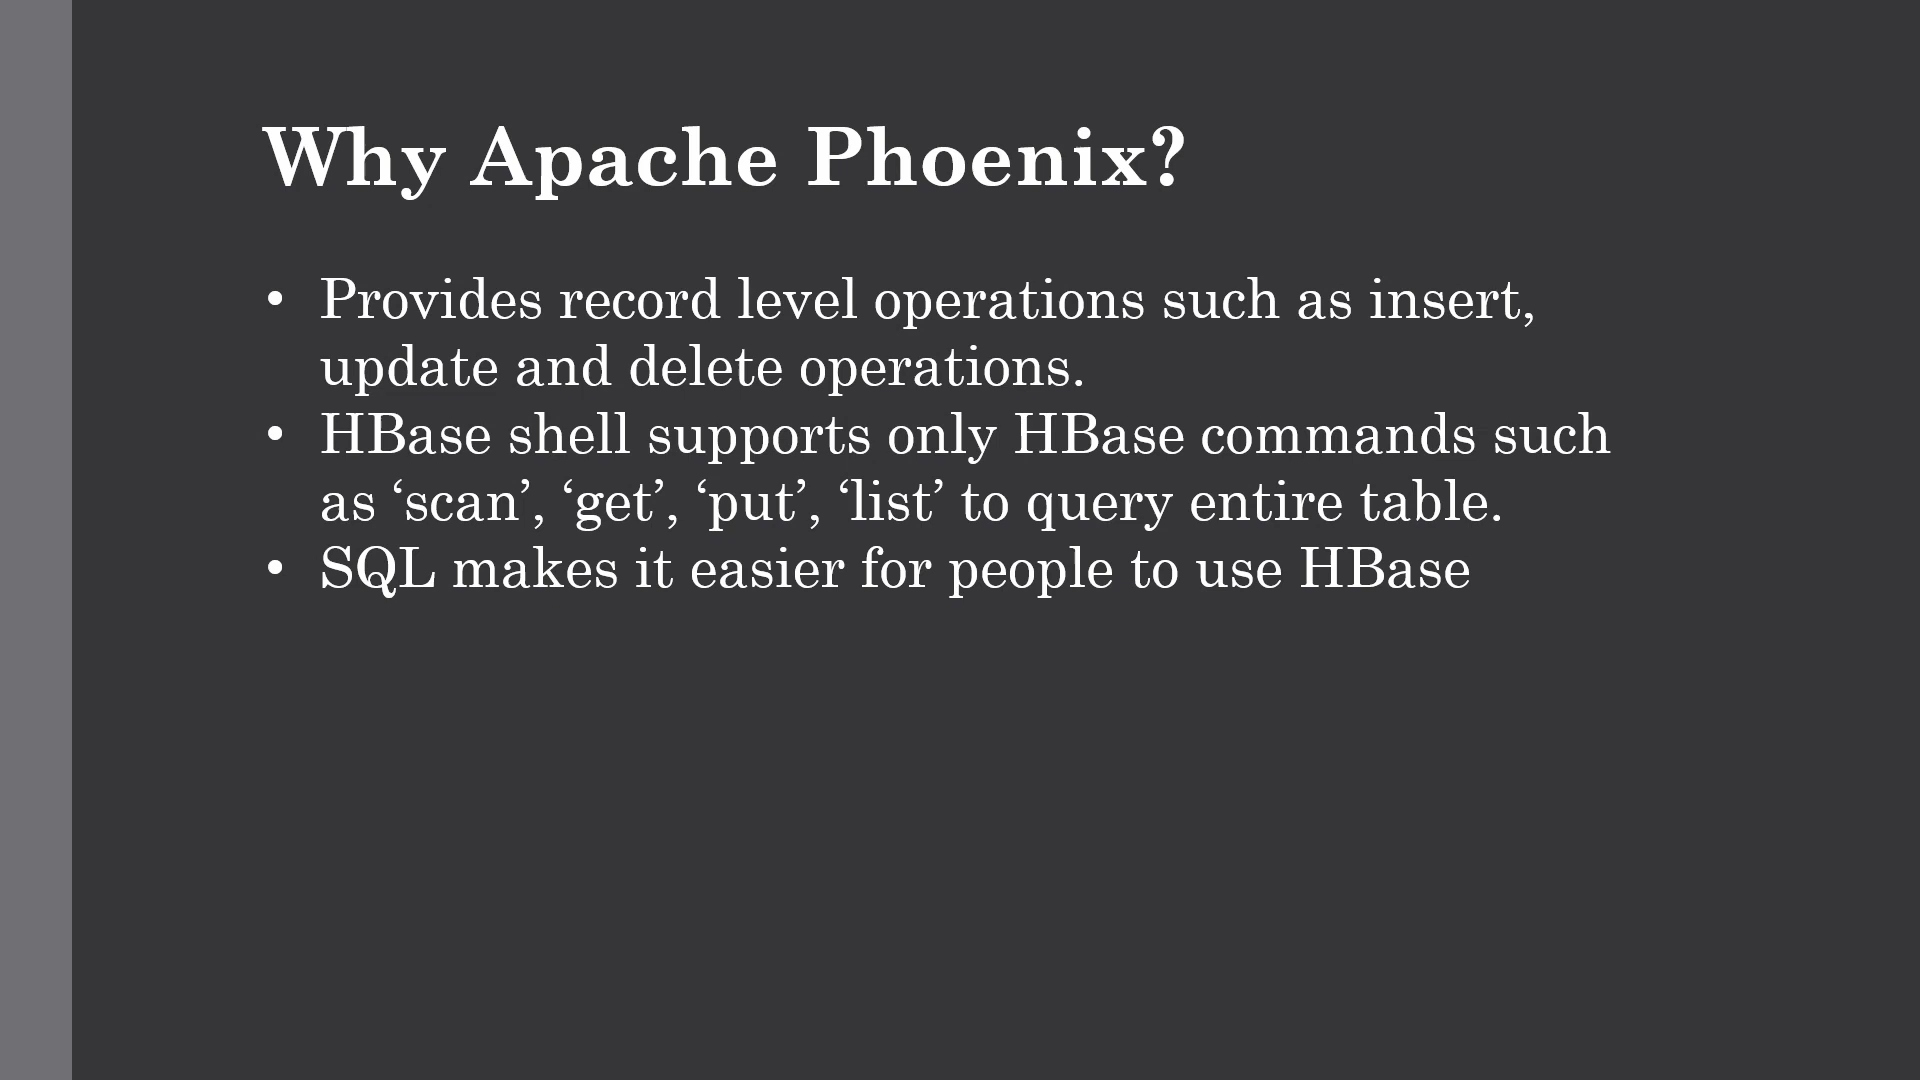 Why Apache Phoenix?
• Provides record level operations such as insert,
update and delete operations.
• HBase shell supports only HBase commands such
as ‘scan’, ‘get’, ‘put’, ‘list’ to query entire table.
• SQL makes it easier for people to use HBase